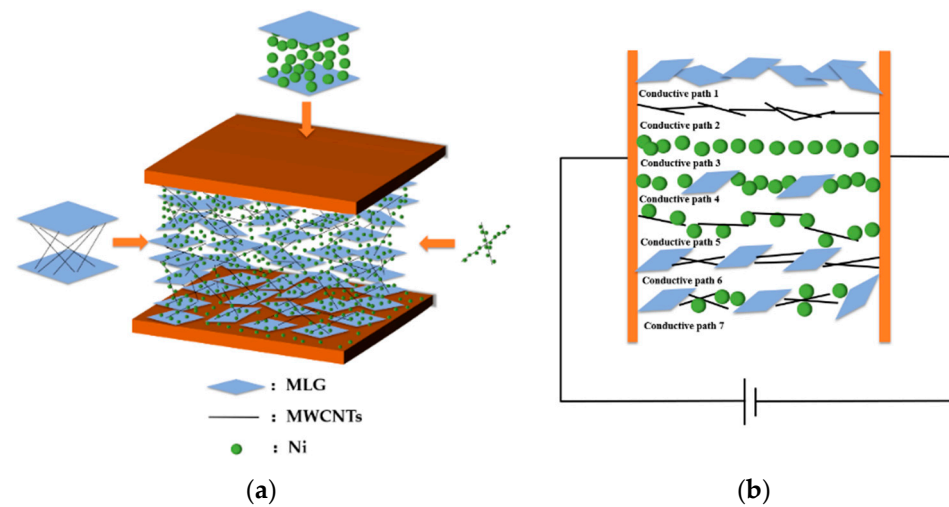 : MLG
: MWCNTs
: Ni
(a)
Conductive path 1
Conductive path 2
Conductive path 3
Conductive path 4
Conductive path 5
Conductive path 6
Conductive path 7
(b)